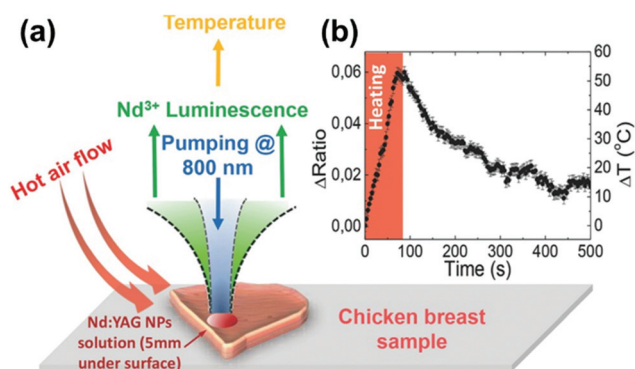 (a)
Temperature
Nd³⁺ Luminescence
Pumping @
800 nm
Hot air flow
Nd:YAG NPs
solution (5mm
under surface)
Chicken breast
sample
(b)
Heating
ΔRatio
0,06
0,04
0,02
0,00
ΔT (°C)
60
50
40
30
20
10
0
0
100
200
300
400
500
Time (s)